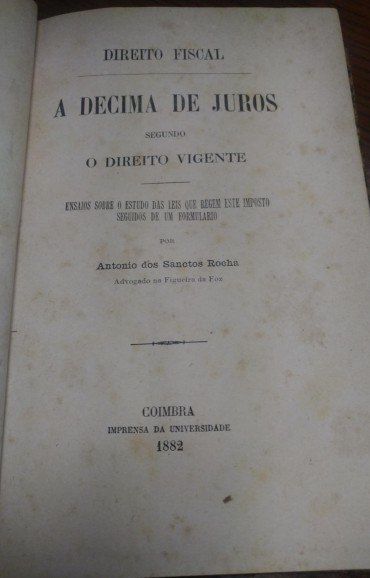 DIREITO FISCAL
A DECIMA DE JUROS
SEGUNDO
O DIREITO VIGENTE
ENSAIOS SOBRE O ESTUDO DAS LEIS QUE REGEM ESTE IMPOSTO
SEGUIDOS DE UM FORMULARIO
POR
Antonio dos Sanctos Rocha
Advogado na Figueira da Foz
COIMBRA
IMPRENSA DA UNIVERSIDADE
1882